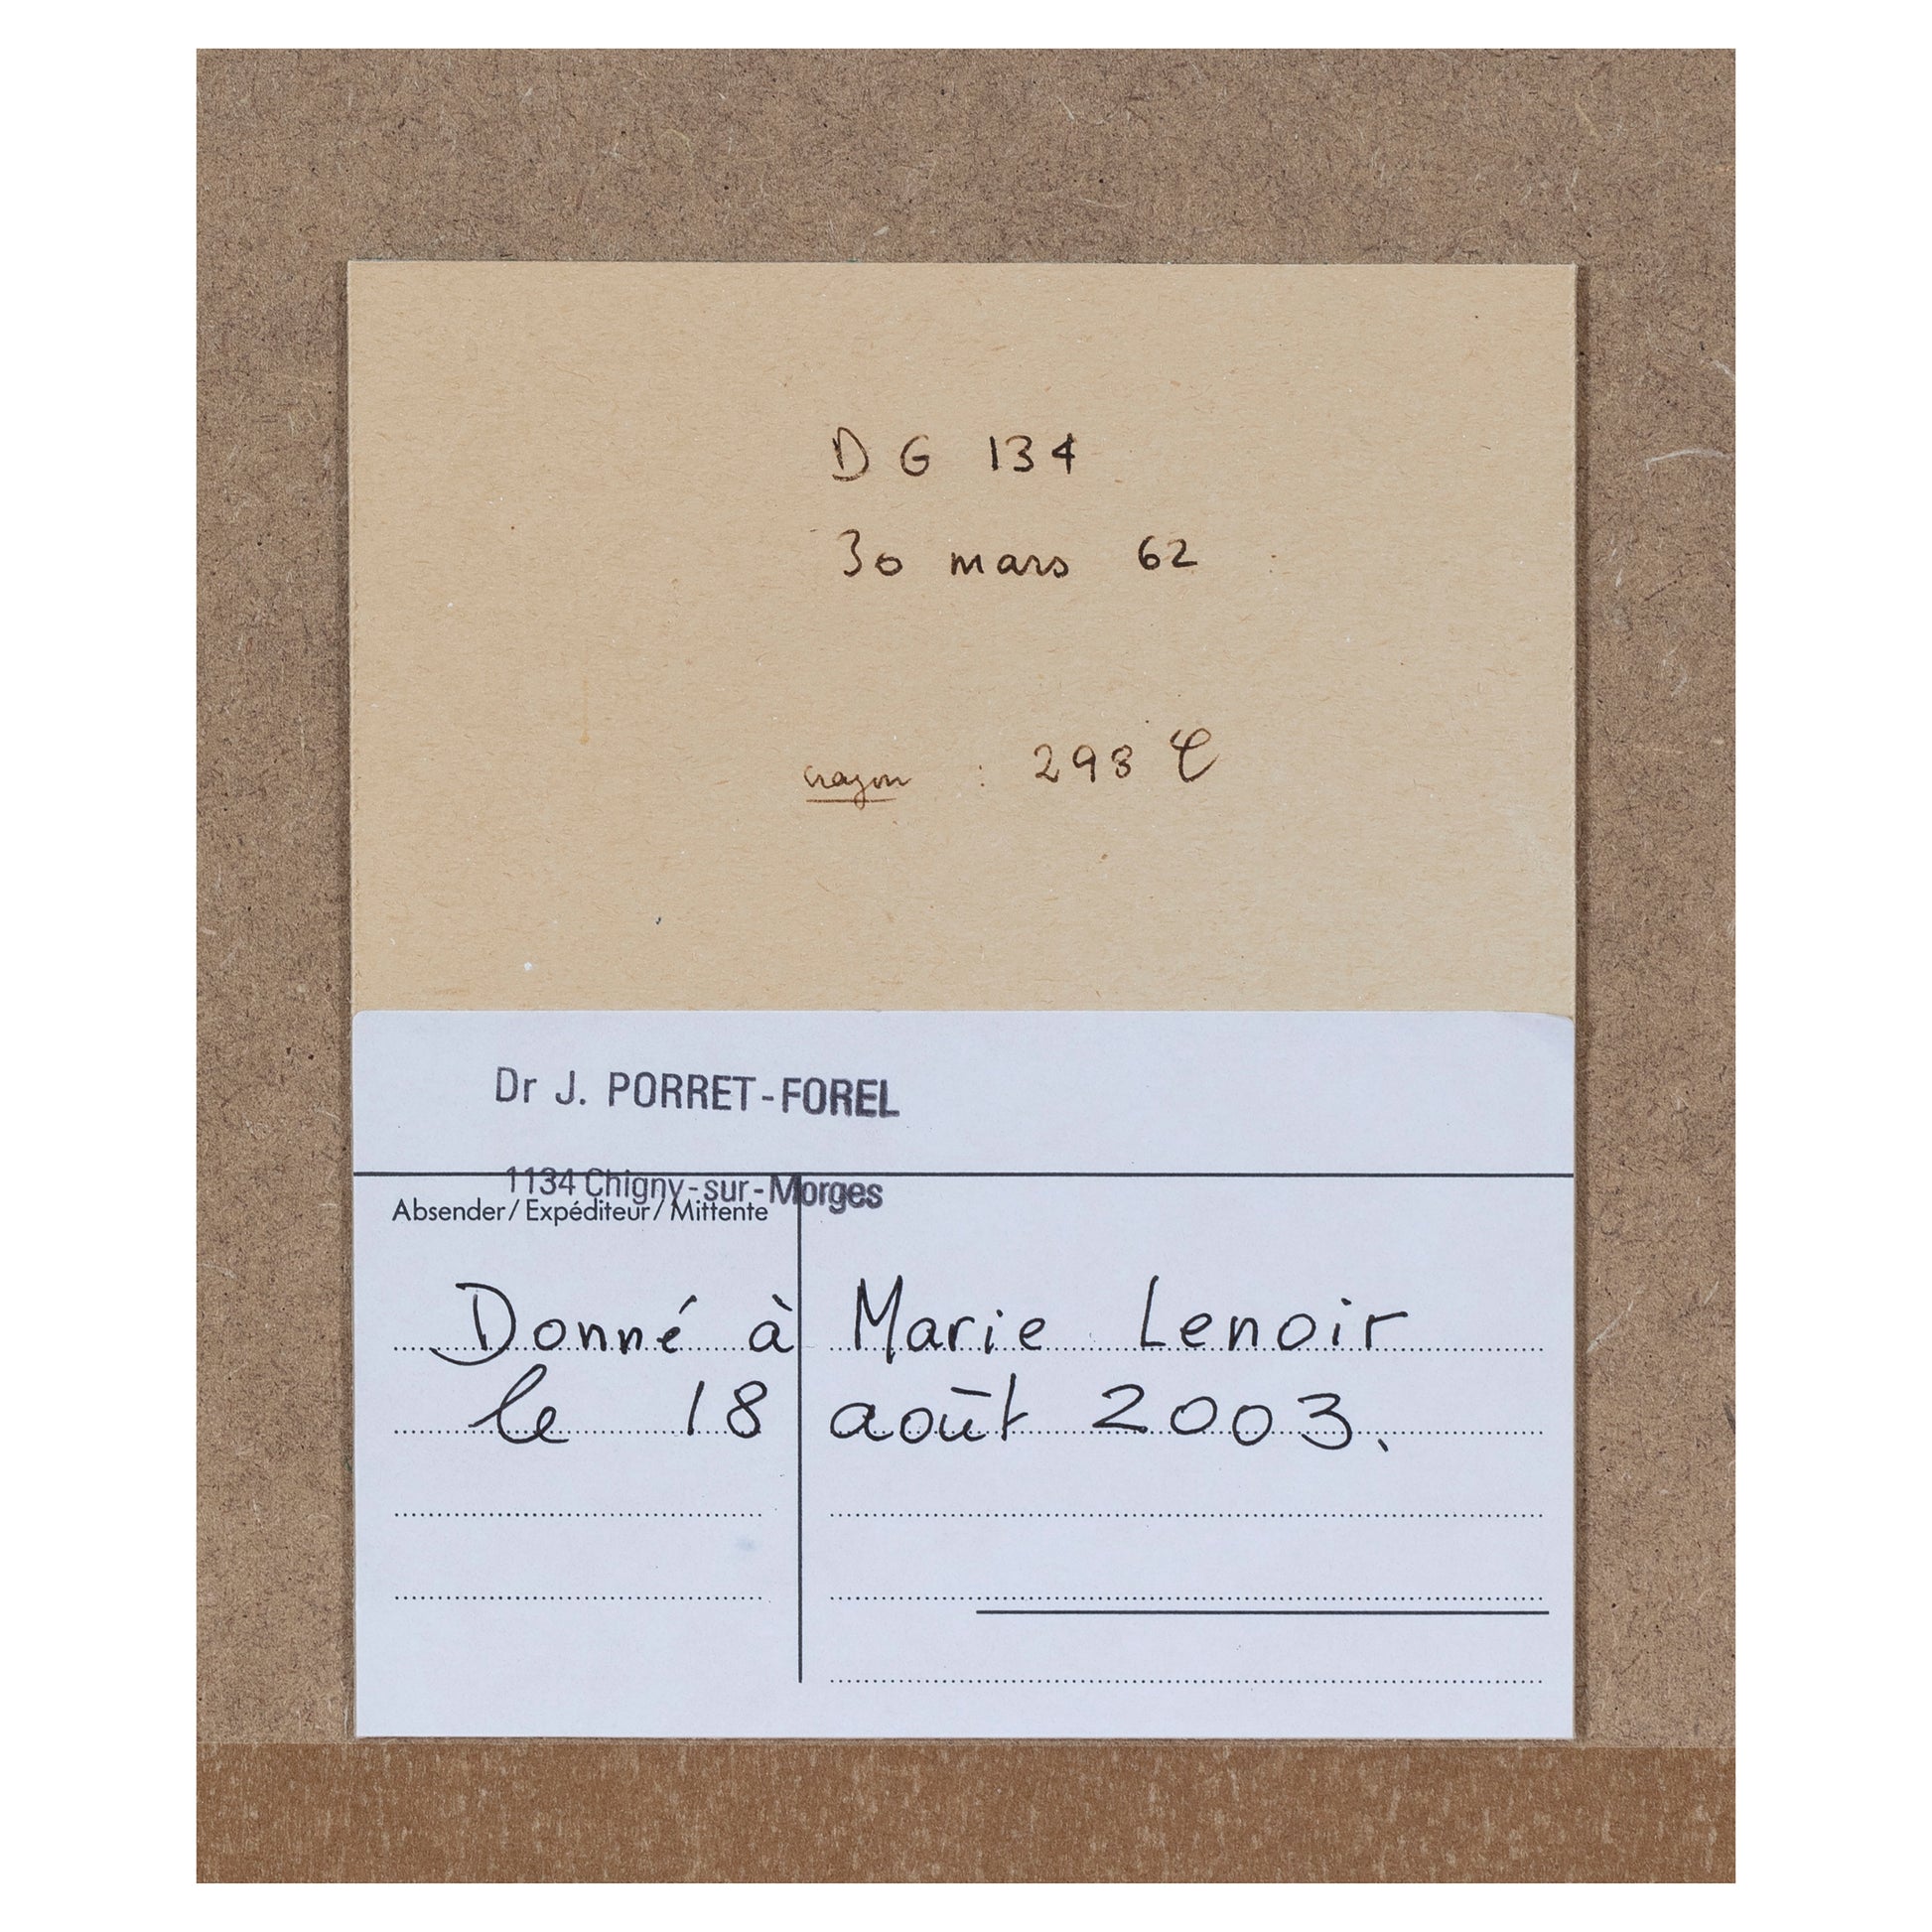 D G 134
30 mars 62
crayon : 293
Dr J. PORRET-FOREL
1134 Chigny-sur-Morges
Absender / Expéditeur / Mittente
Donné à Marie Lenoir
le 18 août 2003.